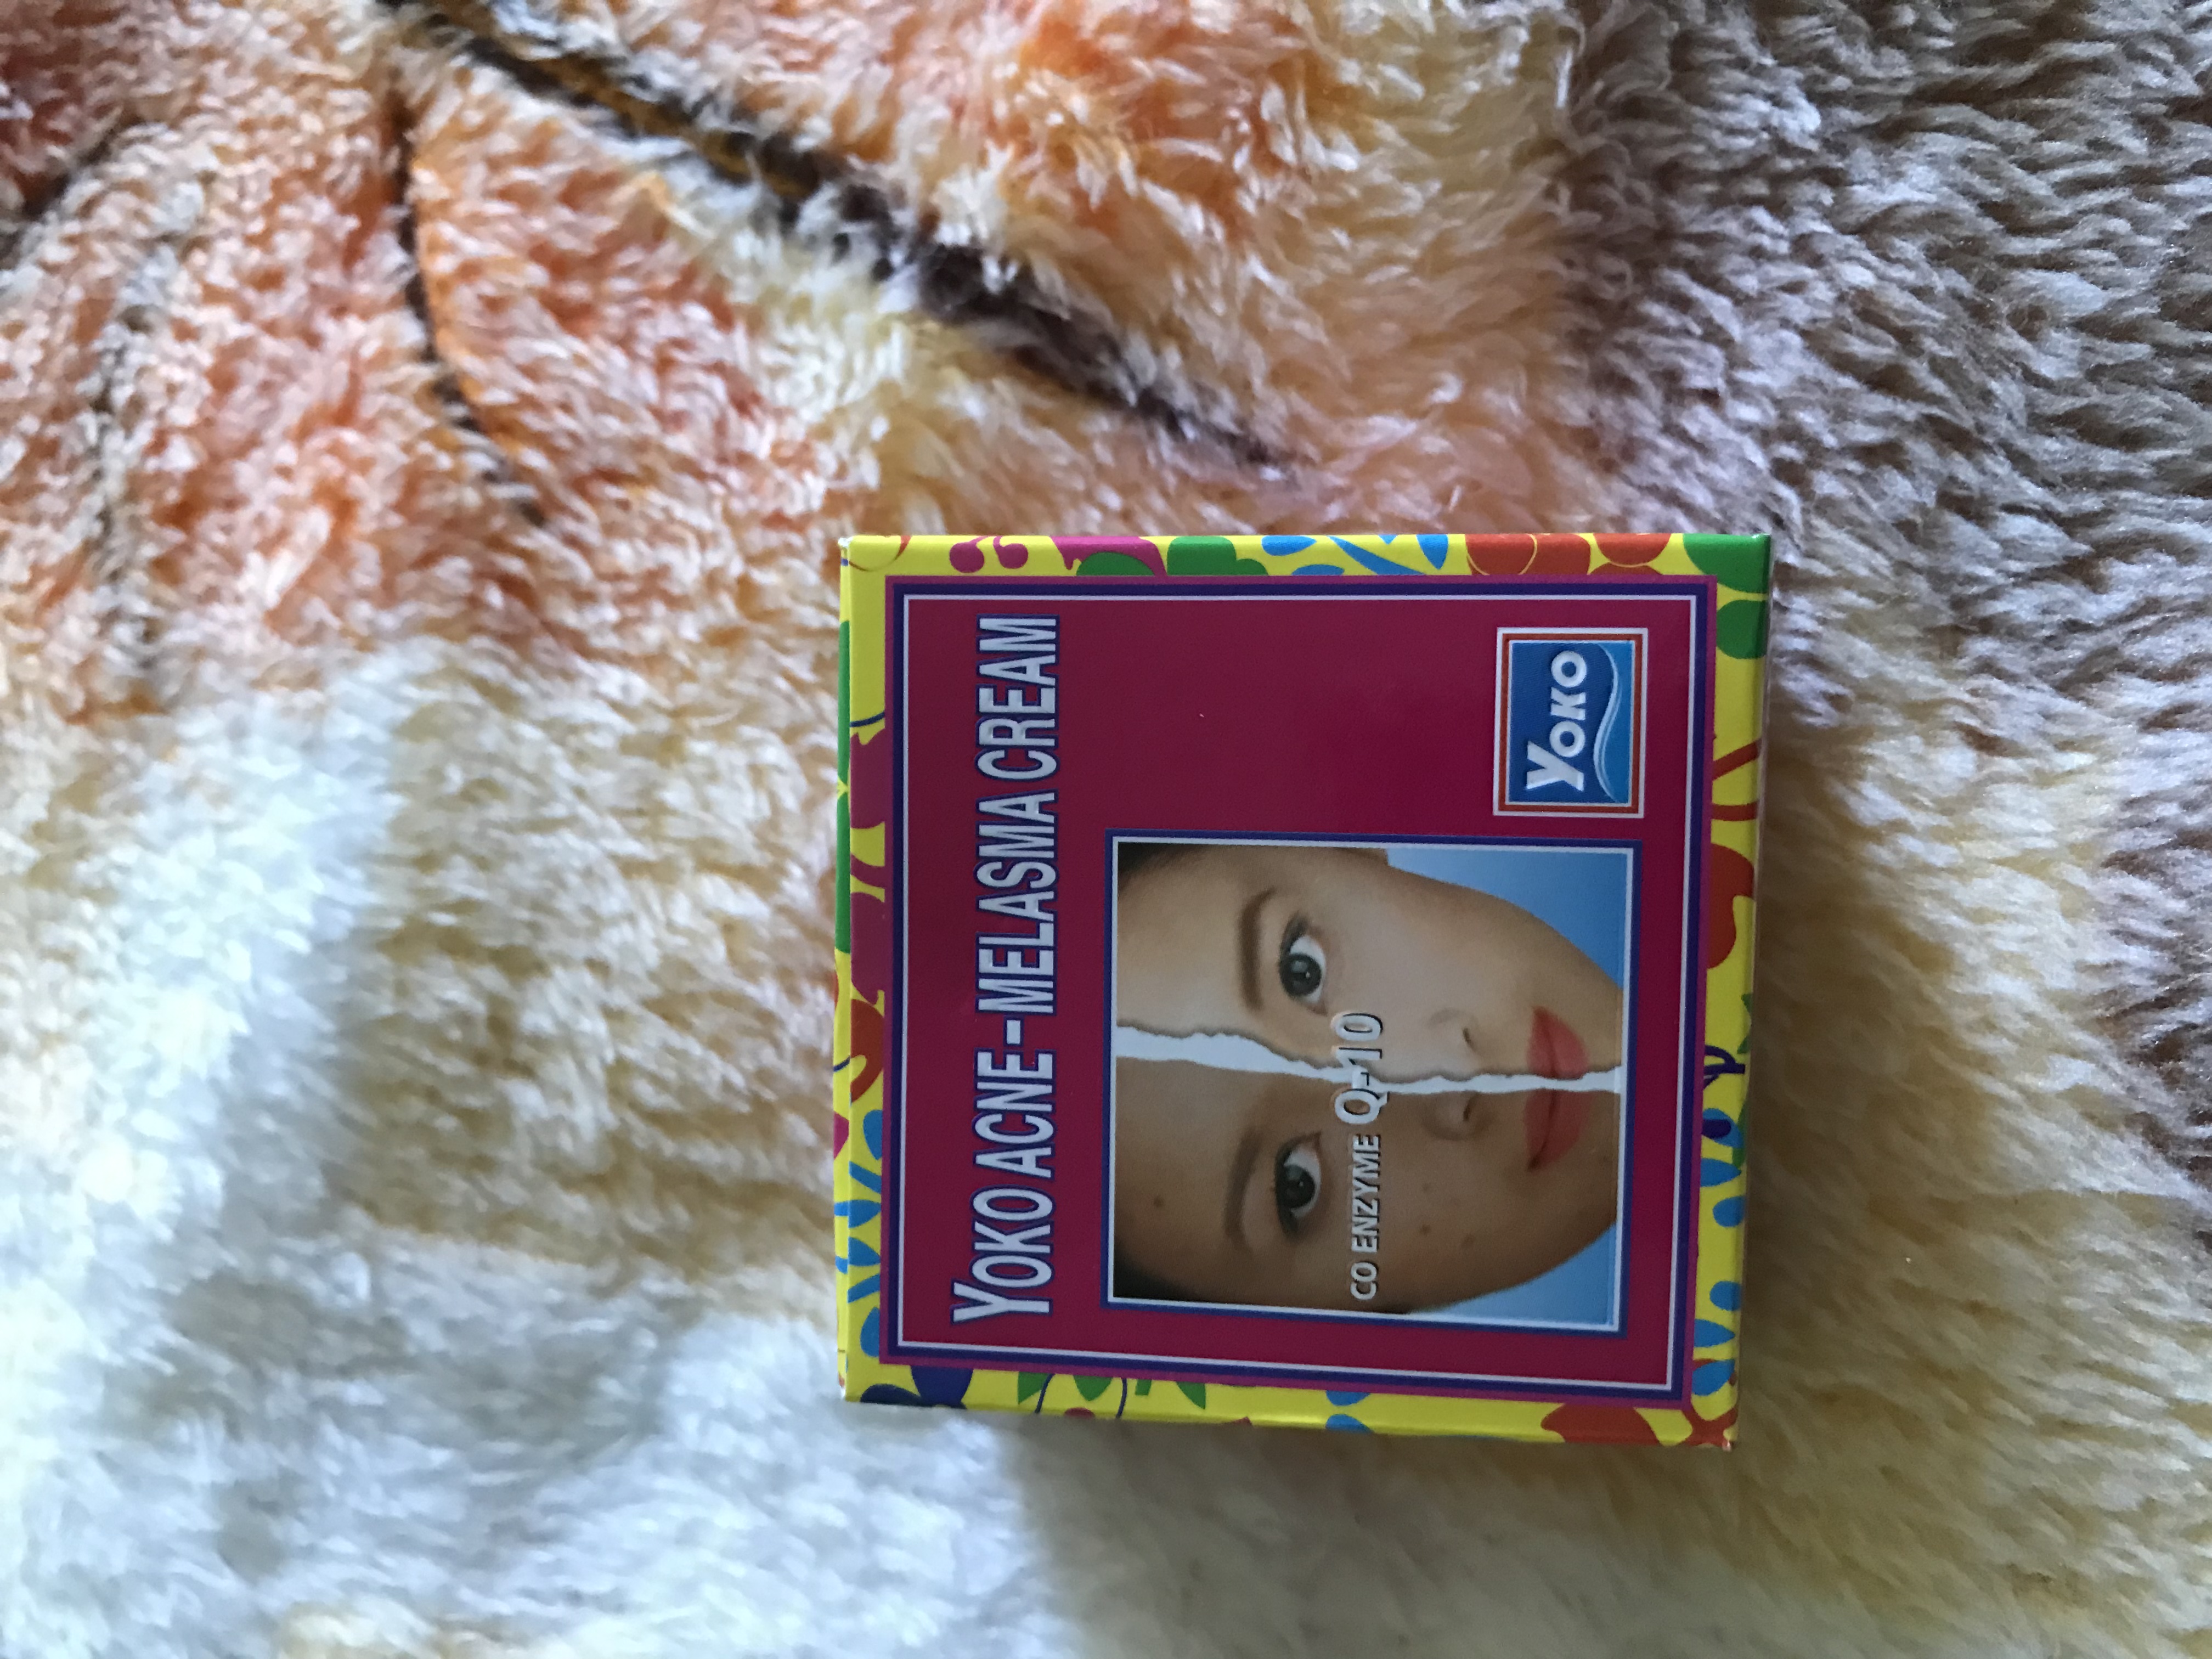 YOKO ACNE-MELASMA CREAM
CO ENZYME Q-10
YOKO